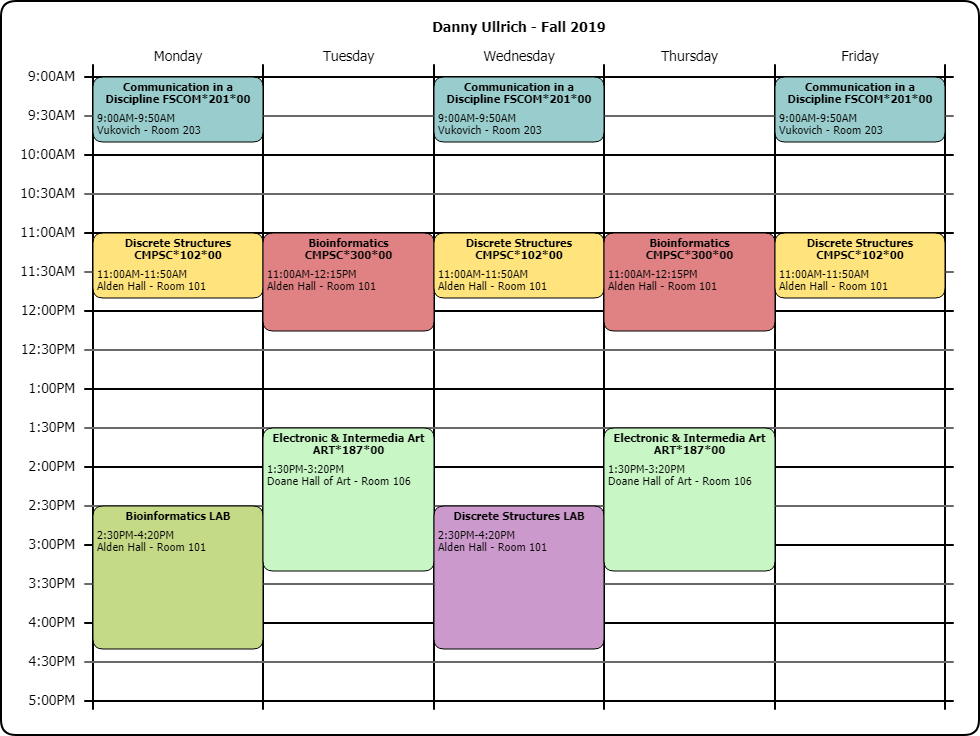 Danny Ullrich - Fall 2019
Monday
Tuesday
Wednesday
Thursday
Friday
9:00AM
9:30AM
10:00AM
10:30AM
11:00AM
11:30AM
12:00PM
12:30PM
1:00PM
1:30PM
2:00PM
2:30PM
3:00PM
3:30PM
4:00PM
4:30PM
5:00PM
Communication in a
Discipline FSCOM*201*00
9:00AM-9:50AM
Vukovich - Room 203
Discrete Structures
CMPSC*102*00
11:00AM-11:50AM
Alden Hall - Room 101
Bioinformatics LAB
2:30PM-4:20PM
Alden Hall - Room 101
Bioinformatics
CMPSC*300*00
11:00AM-12:15PM
Alden Hall - Room 101
Electronic & Intermedia Art
ART*187*00
1:30PM-3:20PM
Doane Hall of Art - Room 106
Communication in a
Discipline FSCOM*201*00
9:00AM-9:50AM
Vukovich - Room 203
Discrete Structures
CMPSC*102*00
11:00AM-11:50AM
Alden Hall - Room 101
Discrete Structures LAB
2:30PM-4:20PM
Alden Hall - Room 101
Bioinformatics
CMPSC*300*00
11:00AM-12:15PM
Alden Hall - Room 101
Electronic & Intermedia Art
ART*187*00
1:30PM-3:20PM
Doane Hall of Art - Room 106
Communication in a
Discipline FSCOM*201*00
9:00AM-9:50AM
Vukovich - Room 203
Discrete Structures
CMPSC*102*00
11:00AM-11:50AM
Alden Hall - Room 101